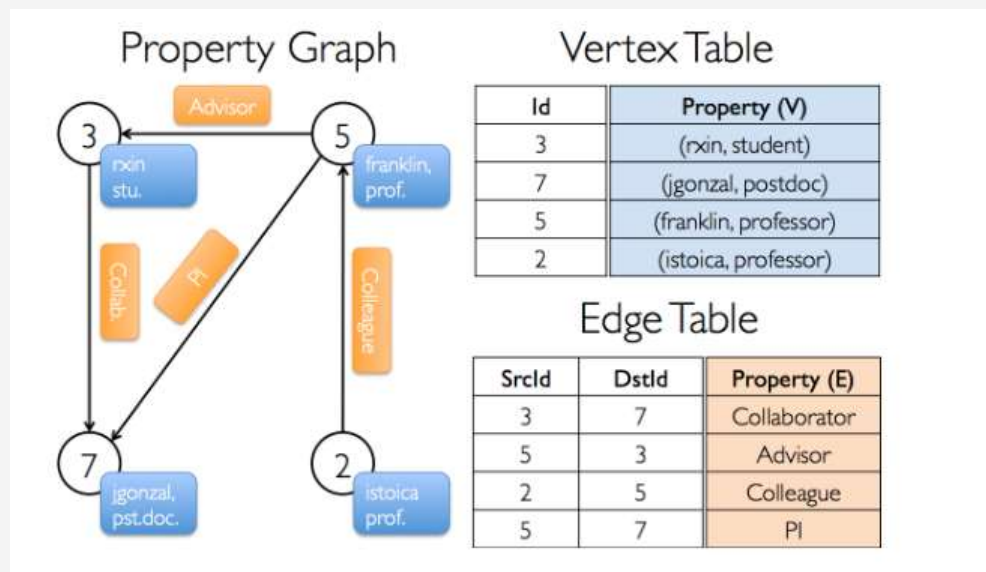 Property Graph
Advisor
3
5
rxin
stu.
franklin,
prof.
Collab.
PI
Colleague
7
2
jgonzal,
pst.doc.
istoica
prof.
Vertex Table
Id Property (V)
3 (rxin, student)
7 (jgonzal, postdoc)
5 (franklin, professor)
2 (istoica, professor)
Edge Table
SrcId DstId Property (E)
3 7 Collaborator
5 3 Advisor
2 5 Colleague
5 7 PI